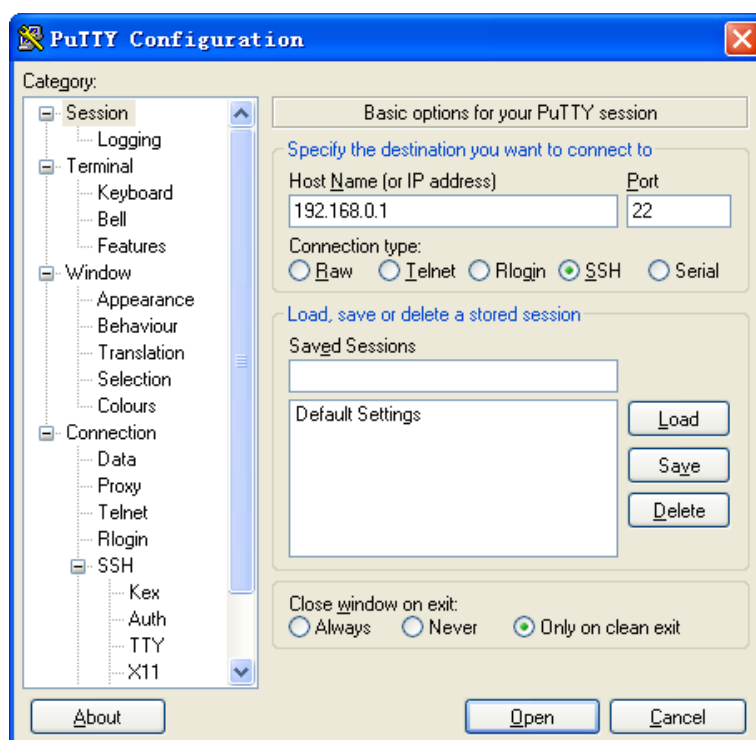 PuTTY Configuration
Category:
Session
Logging
Terminal
Keyboard
Bell
Features
Window
Appearance
Behaviour
Translation
Selection
Colours
Connection
Data
Proxy
Telnet
Rlogin
SSH
Kex
Auth
TTY
X11
Basic options for your PuTTY session
Specify the destination you want to connect to
Host Name (or IP address) Port
192.168.0.1 22
Connection type:
Raw Telnet Rlogin SSH Serial
Load, save or delete a stored session
Saved Sessions
Default Settings
Load
Save
Delete
Close window on exit:
Always Never Only on clean exit
About Open Cancel